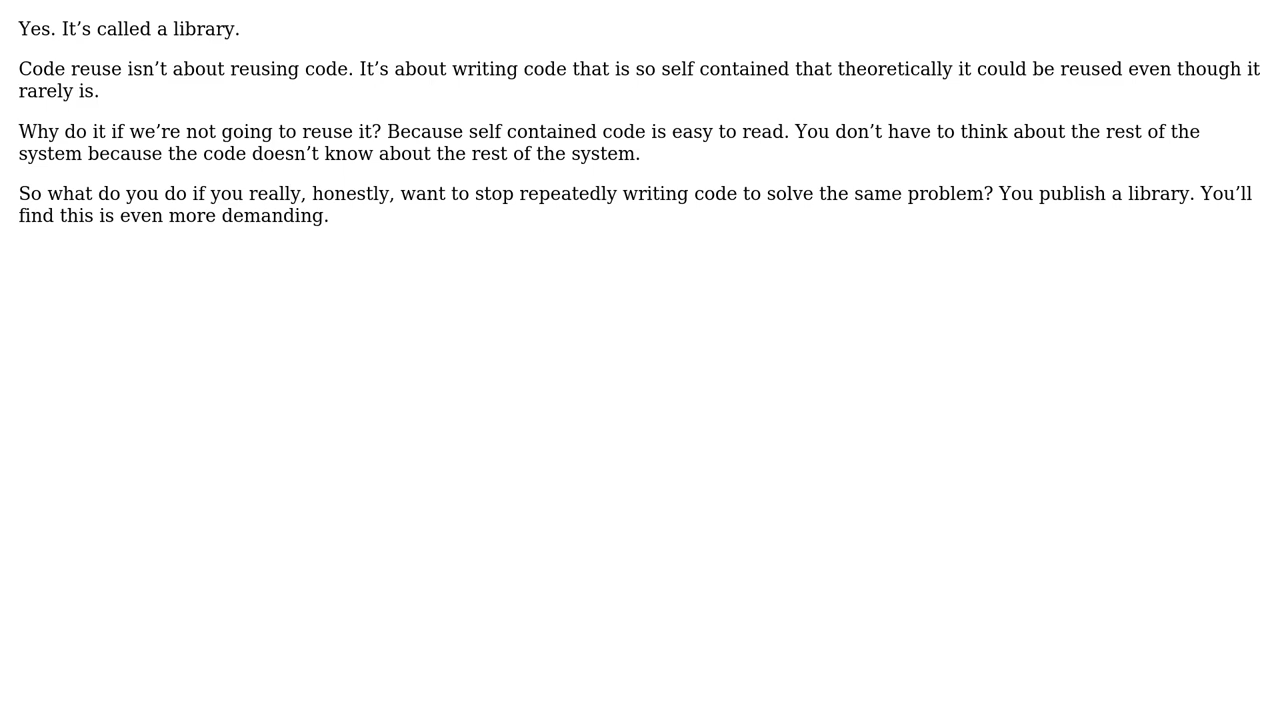 Yes. It’s called a library.
Code reuse isn’t about reusing code. It’s about writing code that is so self contained that theoretically it could be reused even though it
rarely is.
Why do it if we’re not going to reuse it? Because self contained code is easy to read. You don’t have to think about the rest of the
system because the code doesn’t know about the rest of the system.
So what do you do if you really, honestly, want to stop repeatedly writing code to solve the same problem? You publish a library. You’ll
find this is even more demanding.